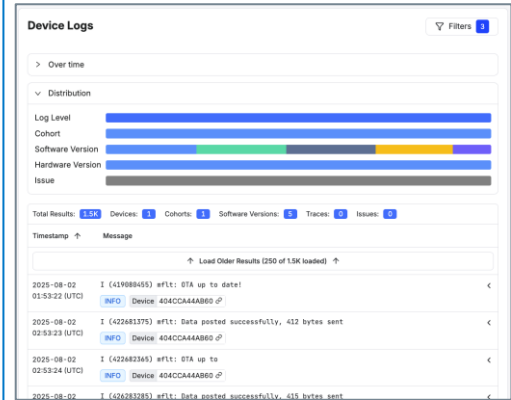 Device Logs
Filters 3
Over time
Distribution
Log Level
Cohort
Software Version
Hardware Version
Issue
Total Results: 1.5K Devices: 1 Cohorts: 1 Software Versions: 5 Traces: 0 Issues: 0
Timestamp ↑ Message
↑ Load Older Results (250 of 1.5K loaded) ↑
2025-08-02 I (419080455) mflt: OTA up to date!
01:53:22 (UTC) INFO Device 404CCA44AB60
2025-08-02 I (422681375) mflt: Data posted successfully, 412 bytes sent
02:53:23 (UTC) INFO Device 404CCA44AB60
2025-08-02 I (422682365) mflt: OTA up to
02:53:24 (UTC) INFO Device 404CCA44AB60
2025-08-02 I (426283285) mflt: Data posted successfully, 415 bytes sent